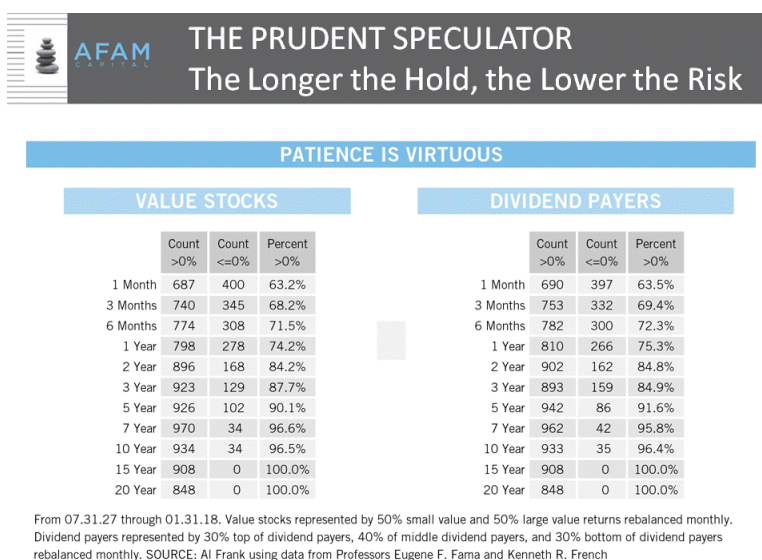 AFAM
CAPITAL
THE PRUDENT SPECULATOR
The Longer the Hold, the Lower the Risk
PATIENCE IS VIRTUOUS
VALUE STOCKS
Count >0% Count <=0% Percent >0%
1 Month 687 400 63.2%
3 Months 740 345 68.2%
6 Months 774 308 71.5%
1 Year 798 278 74.2%
2 Year 896 168 84.2%
3 Year 923 129 87.7%
5 Year 926 102 90.1%
7 Year 970 34 96.6%
10 Year 934 34 96.5%
15 Year 908 0 100.0%
20 Year 848 0 100.0%
DIVIDEND PAYERS
Count >0% Count <=0% Percent >0%
1 Month 690 397 63.5%
3 Months 753 332 69.4%
6 Months 782 300 72.3%
1 Year 810 266 75.3%
2 Year 902 162 84.8%
3 Year 893 159 84.9%
5 Year 942 86 91.6%
7 Year 962 42 95.8%
10 Year 933 35 96.4%
15 Year 908 0 100.0%
20 Year 848 0 100.0%
From 07.31.27 through 01.31.18. Value stocks represented by 50% small value and 50% large value returns rebalanced monthly.
Dividend payers represented by 30% top of dividend payers, 40% of middle dividend payers, and 30% bottom of dividend payers
rebalanced monthly. SOURCE: Al Frank using data from Professors Eugene F. Fama and Kenneth R. French